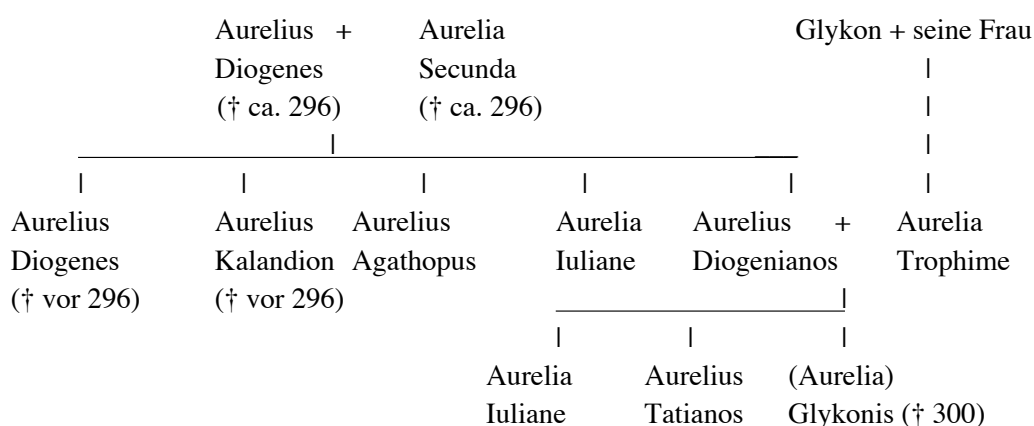 Aurelius + Aurelia Glykon + seine Frau
Diogenes Secunda
(† ca. 296) († ca. 296)
Aurelius Aurelius Aurelius Aurelia Aurelius + Aurelia
Diogenes Kalandion Agathopus Iuliane Diogenianos Trophime
(† vor 296) († vor 296)
Aurelia Aurelius (Aurelia)
Iuliane Tatianos Glykonis († 300)